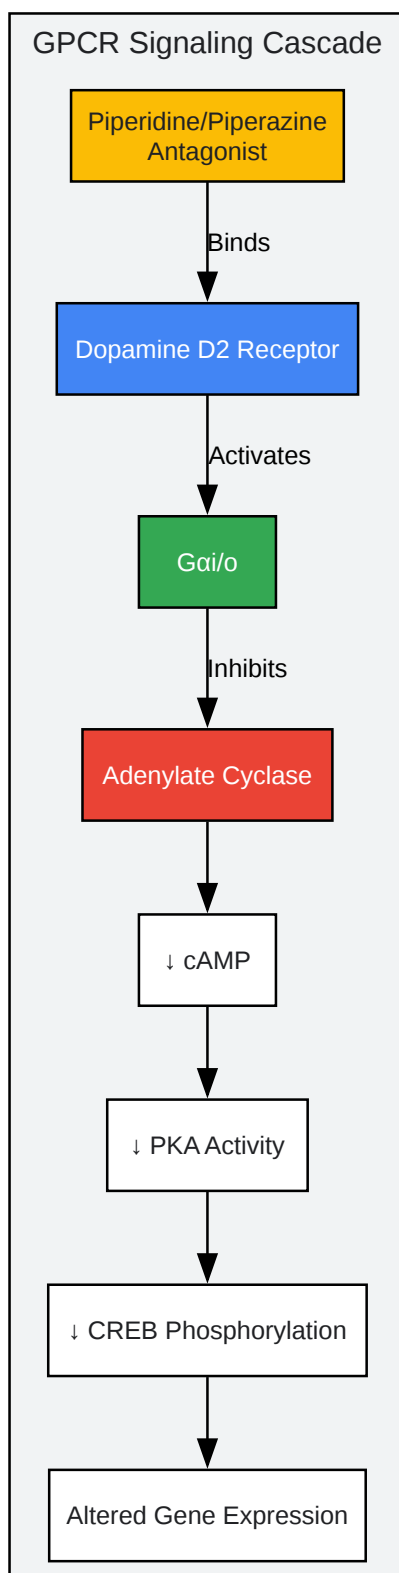 GPCR Signaling Cascade
Piperidine/Piperazine
Antagonist
Binds
Dopamine D2 Receptor
Activates
Gαi/o
Inhibits
Adenylate Cyclase
↓ cAMP
↓ PKA Activity
↓ CREB Phosphorylation
Altered Gene Expression